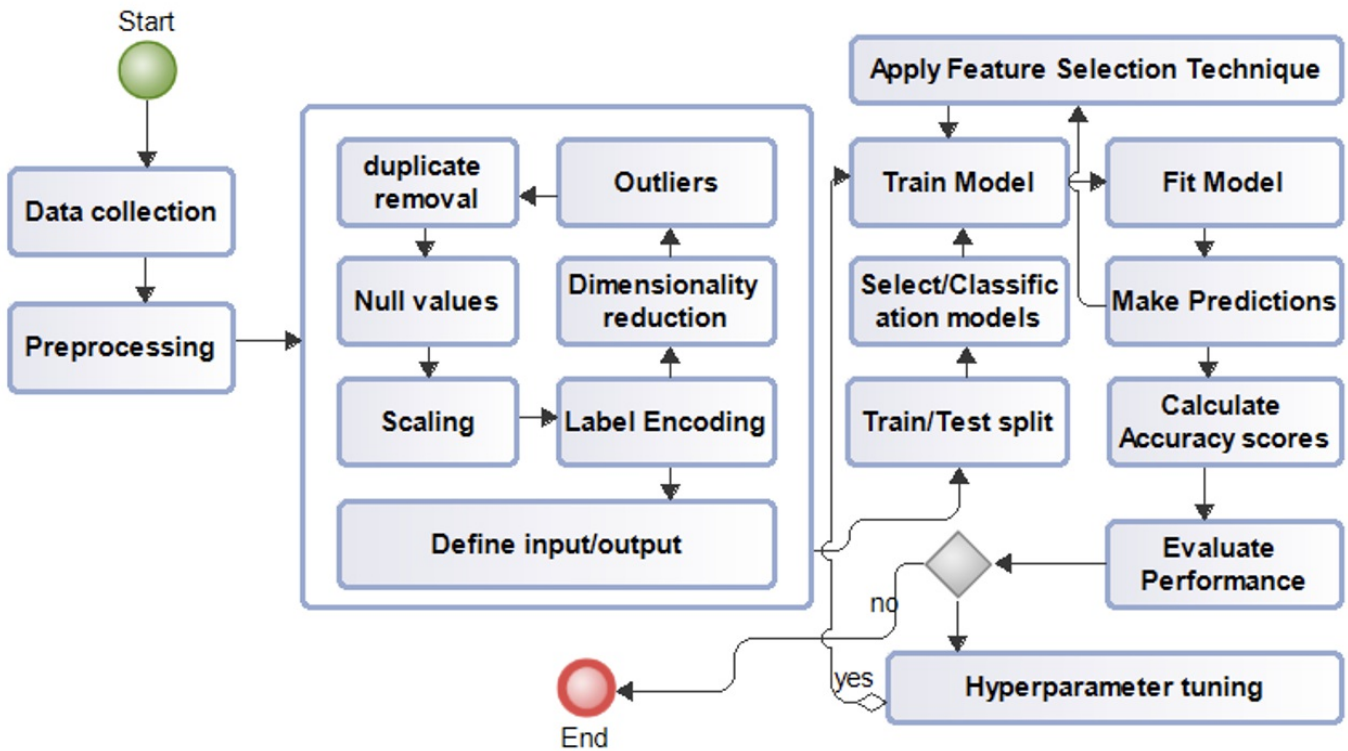 Start
Data collection
Preprocessing
duplicate
removal
Outliers
Null values
Dimensionality
reduction
Scaling
Label Encoding
Define input/output
Apply Feature Selection Technique
Train Model
Fit Model
Select/Classific
ation models
Make Predictions
Train/Test split
Calculate
Accuracy scores
Evaluate
Performance
no
yes
Hyperparameter tuning
End